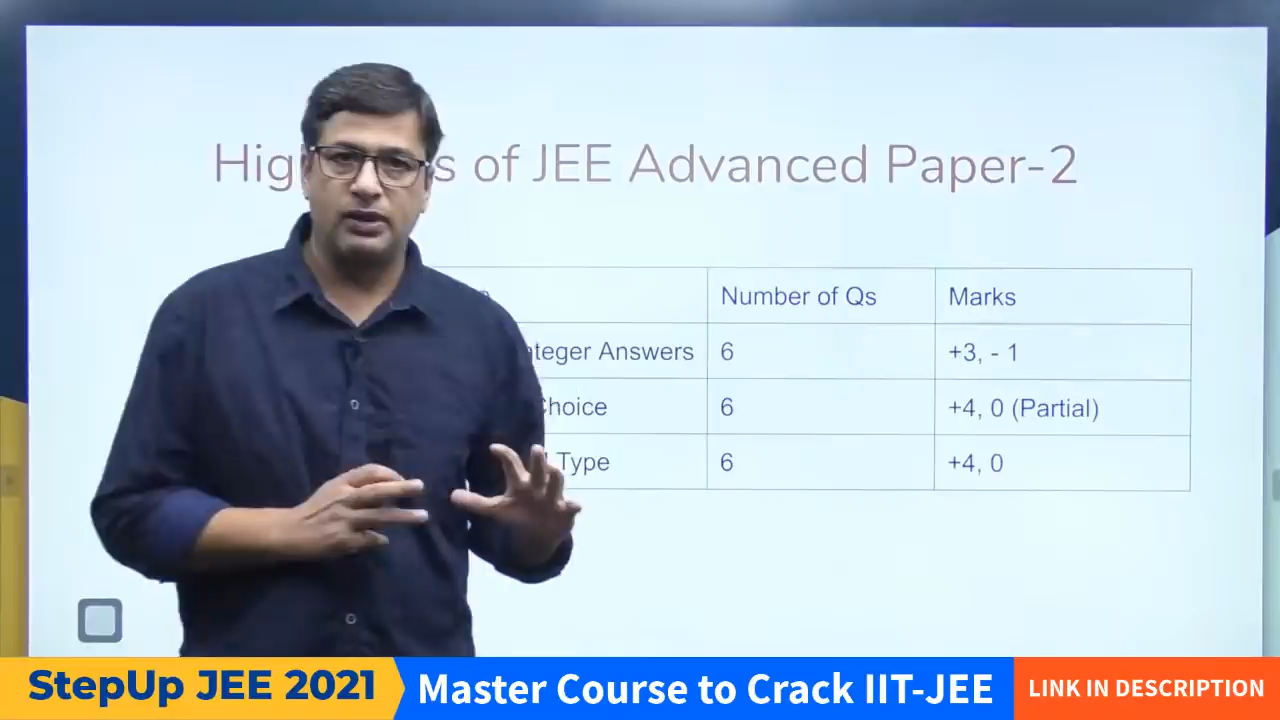 Hig s of JEE Advanced Paper-2
Number of Qs
Marks
nteger Answers
6
+3, - 1
Choice
6
+4, 0 (Partial)
Type
6
+4, 0
StepUp JEE 2021
Master Course to Crack IIT-JEE
LINK IN DESCRIPTION